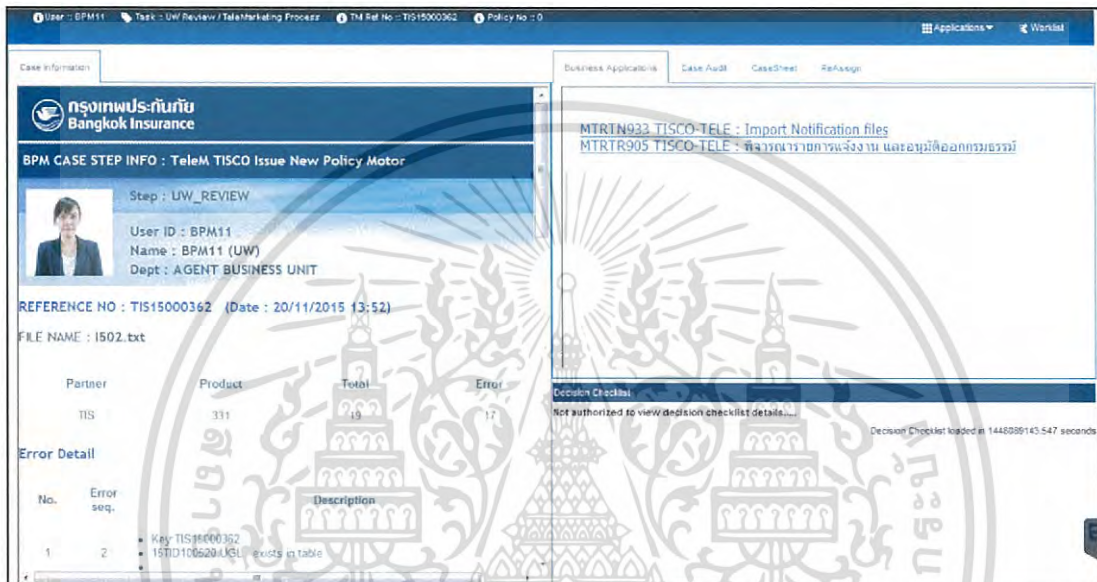 User :: BPM11 Task :: UW Review / TeleMarketing Process TM Ref No :: TIS15000362 Policy No :: 0
Applications Worklist
Case Information
Business Applications Case Audit CaseSheet ReAssign
กรุงเทพประกันภัย
Bangkok Insurance
BPM CASE STEP INFO : TeleM TISCO Issue New Policy Motor
Step : UW_REVIEW
User ID : BPM11
Name : BPM11 (UW)
Dept : AGENT BUSINESS UNIT
REFERENCE NO : TIS15000362 (Date : 20/11/2015 13:52)
FILE NAME : I502.txt
Partner Product Total Error
TIS 331 19 17
Error Detail
No. Error seq. Description
1 2
Key TIS15000362
15TID100520 UGL exists in table
MTRTN933 TISCO-TELE : Import Notification files
MTRTR905 TISCO-TELE : พิจารณารายการแจ้งงาน และอนุมัติออกกรมธรรม์
Decision Checklist
Not authorized to view decision checklist details.....
Decision Checklist loaded in 1448089143.547 seconds